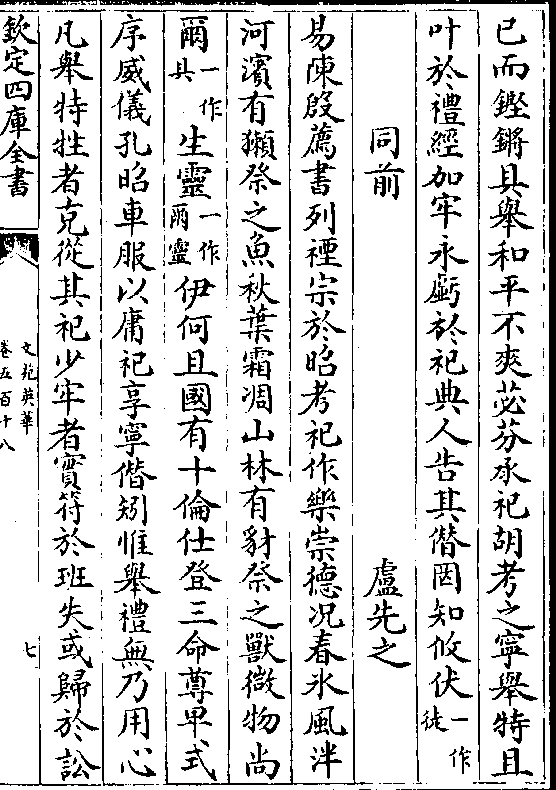 已而鏗鏘具舉和平不爽苾芬承祀胡考之寧舉特且
叶於禮經加牢永虧於祀典人告其僭罔知攸伏一作徒
同前 盧先之
易陳殷薦書列禋宗於昭考祀作樂崇德况春氷風泮
河濱有獺祭之魚秋葉霜凋山林有豺祭之獸微物尚
爾一作具生靈一作爾靈伊何且國有十倫仕登三命尊卑式
序威儀孔昭車服以庸祀享寧僭矧惟舉禮無乃用心
凡舉特牲者克從其祀少牢者實符於班失或歸於訟
欽定四庫全書 文苑英華 卷五百十八 七